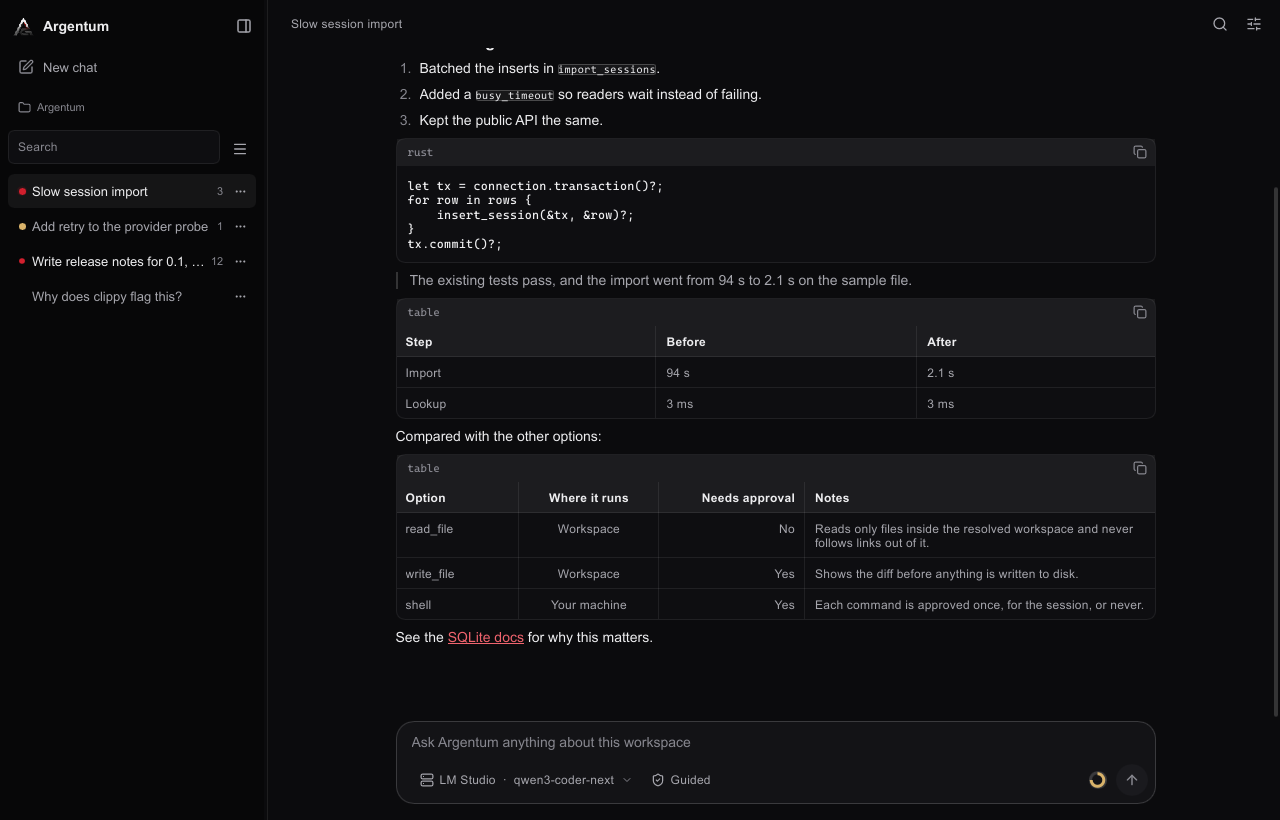 Argentum
New chat
Argentum
Search
Slow session import 3
Add retry to the provider probe 1
Write release notes for 0.1, … 12
Why does clippy flag this?
Slow session import
1. Batched the inserts in import_sessions.
2. Added a busy_timeout so readers wait instead of failing.
3. Kept the public API the same.
rust
let tx = connection.transaction()?;
for row in rows {
    insert_session(&tx, &row)?;
}
tx.commit()?;
The existing tests pass, and the import went from 94 s to 2.1 s on the sample file.
table
Step Before After
Import 94 s 2.1 s
Lookup 3 ms 3 ms
Compared with the other options:
table
Option Where it runs Needs approval Notes
read_file Workspace No Reads only files inside the resolved workspace and never
follows links out of it.
write_file Workspace Yes Shows the diff before anything is written to disk.
shell Your machine Yes Each command is approved once, for the session, or never.
See the SQLite docs for why this matters.
Ask Argentum anything about this workspace
LM Studio · qwen3-coder-next Guided